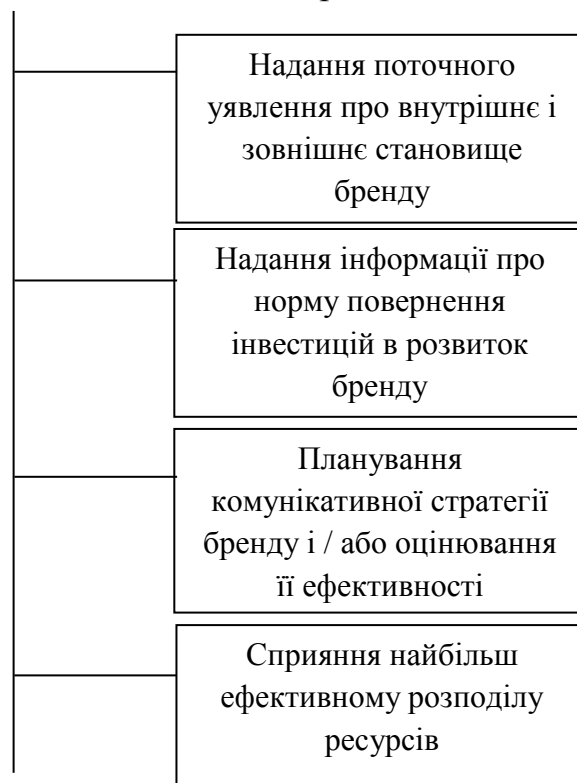 Надання поточного
уявлення про внутрішнє і
зовнішнє становище
бренду
Надання інформації про
норму повернення
інвестицій в розвиток
бренду
Планування
комунікативної стратегії
бренду і / або оцінювання
її ефективності
Сприяння найбільш
ефективному розподілу
ресурсів